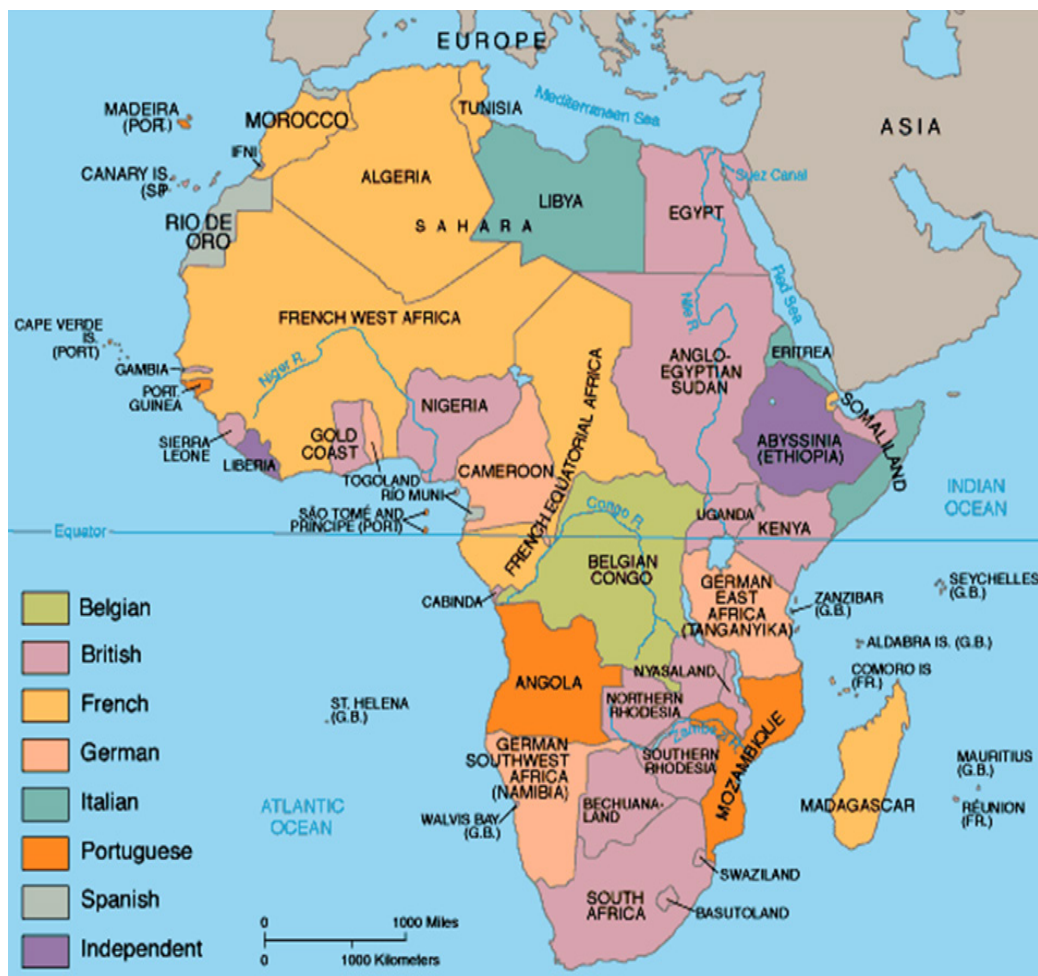 EUROPE
ASIA
Mediterranean Sea
MADEIRA
(PORT.)
MOROCCO
TUNISIA
IFNI
CANARY IS.
(SP.)
ALGERIA
LIBYA
EGYPT
Suez Canal
RIO DE
ORO
SAHARA
Red Sea
Nile R.
CAPE VERDE
IS.
(PORT)
FRENCH WEST AFRICA
Niger R.
GAMBIA
PORT.
GUINEA
SIERRA
LEONE
LIBERIA
GOLD
COAST
TOGOLAND
NIGERIA
CAMEROON
RÍO MUNI
SÃO TOMÉ AND
PRINCIPE (PORT)
FRENCH EQUATORIAL AFRICA
ANGLO-
EGYPTIAN
SUDAN
ERITREA
ABYSSINIA
(ETHIOPIA)
SOMALILAND
INDIAN
OCEAN
Equator
Congo R.
UGANDA
KENYA
BELGIAN
CONGO
CABINDA
GERMAN
EAST
AFRICA
(TANGANYIKA)
ZANZIBAR
(G.B.)
SEYCHELLES
(G.B.)
ALDABRA IS. (G.B.)
COMORO IS
(FR.)
ANGOLA
NYASALAND
NORTHERN
RHODESIA
MOZAMBIQUE
ST. HELENA
(G.B.)
GERMAN
SOUTHWEST
AFRICA
(NAMIBIA)
SOUTHERN
RHODESIA
WALVIS BAY
(G.B.)
BECHUANA-
LAND
MADAGASCAR
MAURITIUS
(G.B.)
RÉUNION
(FR.)
ATLANTIC
OCEAN
SWAZILAND
SOUTH
AFRICA
BASUTOLAND
Belgian
British
French
German
Italian
Portuguese
Spanish
Independent
0 1000 Miles
0 1000 Kilometers